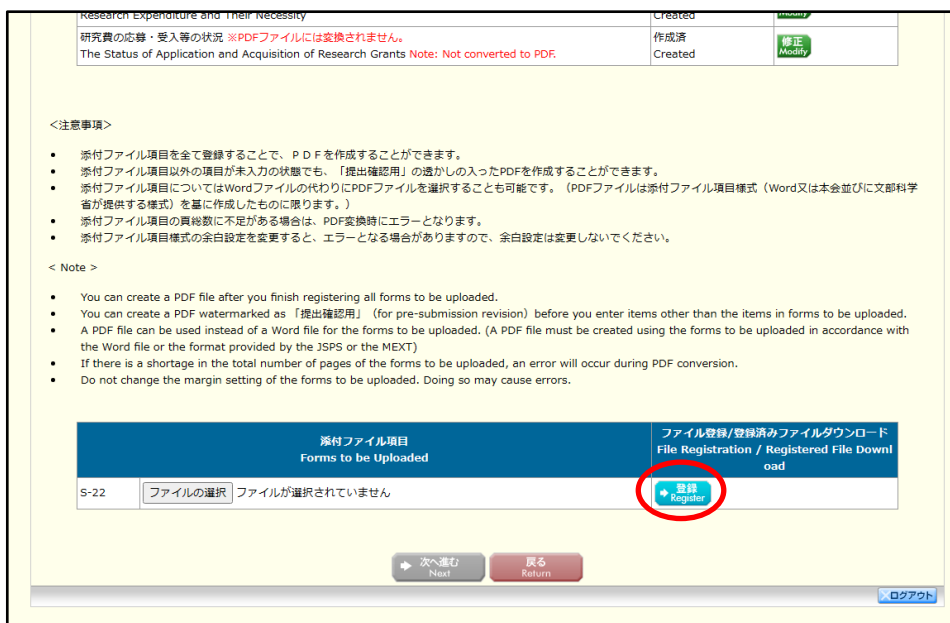 Research Expenditure and Their Necessity
Created
Modify
研究費の応募・受入等の状況 ※PDFファイルには変換されません。
The Status of Application and Acquisition of Research Grants Note: Not converted to PDF.
作成済
Created
修正
Modify
＜注意事項＞
• 添付ファイル項目を全て登録することで、ＰＤＦを作成することができます。
• 添付ファイル項目以外の項目が未入力の状態でも、「提出確認用」の透かしの入ったPDFを作成することができます。
• 添付ファイル項目についてはWordファイルの代わりにPDFファイルを選択することも可能です。（PDFファイルは添付ファイル項目様式（Word又は本会並びに文部科学
省が提供する様式）を基に作成したものに限ります。）
• 添付ファイル項目の頁総数に不足がある場合は、PDF変換時にエラーとなります。
• 添付ファイル項目様式の余白設定を変更すると、エラーとなる場合がありますので、余白設定は変更しないでください。
< Note >
• You can create a PDF file after you finish registering all forms to be uploaded.
• You can create a PDF watermarked as 「提出確認用」 (for pre-submission revision) before you enter items other than the items in forms to be uploaded.
• A PDF file can be used instead of a Word file for the forms to be uploaded. (A PDF file must be created using the forms to be uploaded in accordance with
the Word file or the format provided by the JSPS or the MEXT)
• If there is a shortage in the total number of pages of the forms to be uploaded, an error will occur during PDF conversion.
• Do not change the margin setting of the forms to be uploaded. Doing so may cause errors.
添付ファイル項目
Forms to be Uploaded
ファイル登録/登録済みファイルダウンロード
File Registration / Registered File Downl
oad
S-22
ファイルの選択 ファイルが選択されていません
登録
Register
次へ進む
Next
戻る
Return
ログアウト